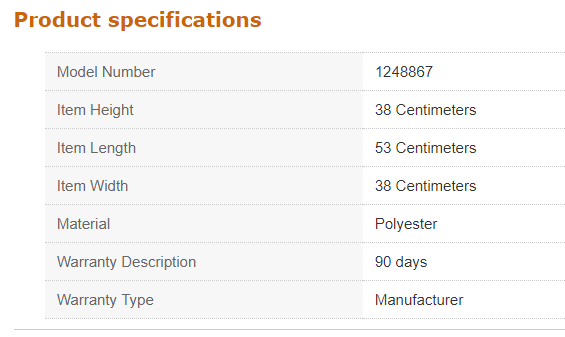 Product specifications
Model Number 1248867
Item Height 38 Centimeters
Item Length 53 Centimeters
Item Width 38 Centimeters
Material Polyester
Warranty Description 90 days
Warranty Type Manufacturer